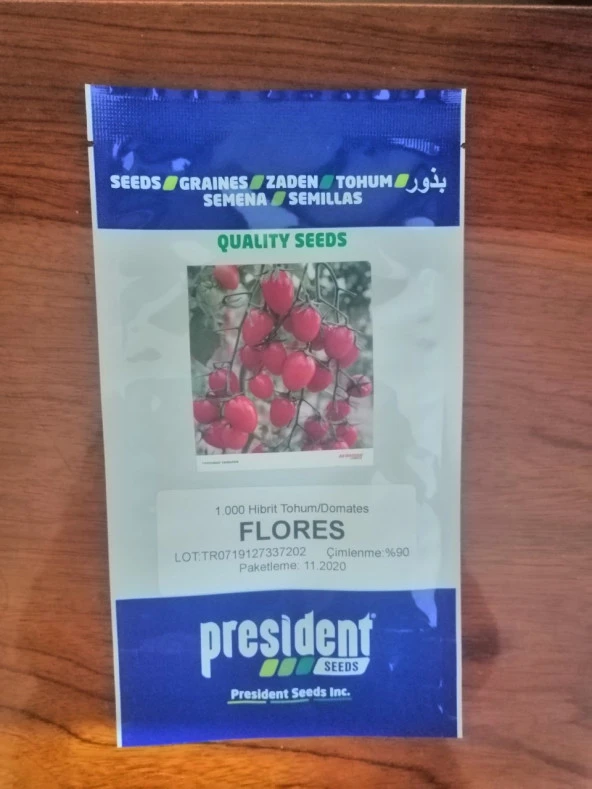 SEEDS GRAINES ZADEN TOHUM بذور
SEMENA SEMILLAS
QUALITY SEEDS
1.000 Hibrit Tohum/Domates
FLORES
LOT:TR0719127337202 Çimlenme:%90
Paketleme: 11.2020
president®
SEEDS
President Seeds Inc.